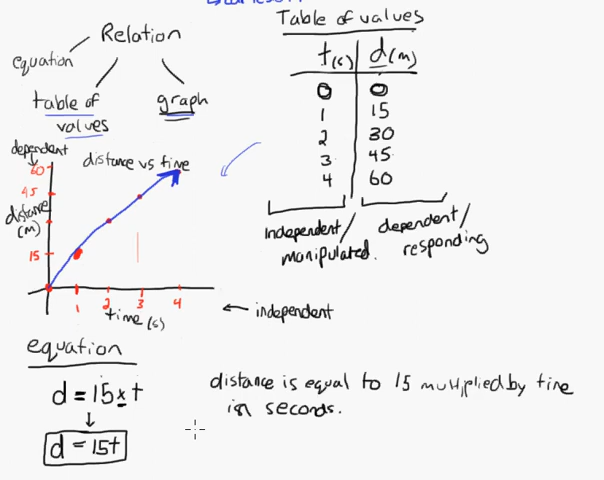 Relation
equation
table of
values
graph
dependent
distance vs time
60
45
distance
(M)
15
1 2 3 4
time (s)
independent
Table of values
t(s) d(m)
0 0
1 15
2 30
3 45
4 60
Independent/
manipulated.
dependent/
responding
equation
d = 15 x t
d = 15t
distance is equal to 15 multiplied by time
in seconds.